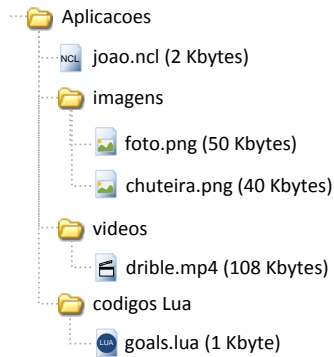 Aplicacoes
NCL joao.ncl (2 Kbytes)
imagens
foto.png (50 Kbytes)
chuteira.png (40 Kbytes)
videos
drible.mp4 (108 Kbytes)
codigos Lua
LUA goals.lua (1 Kbyte)